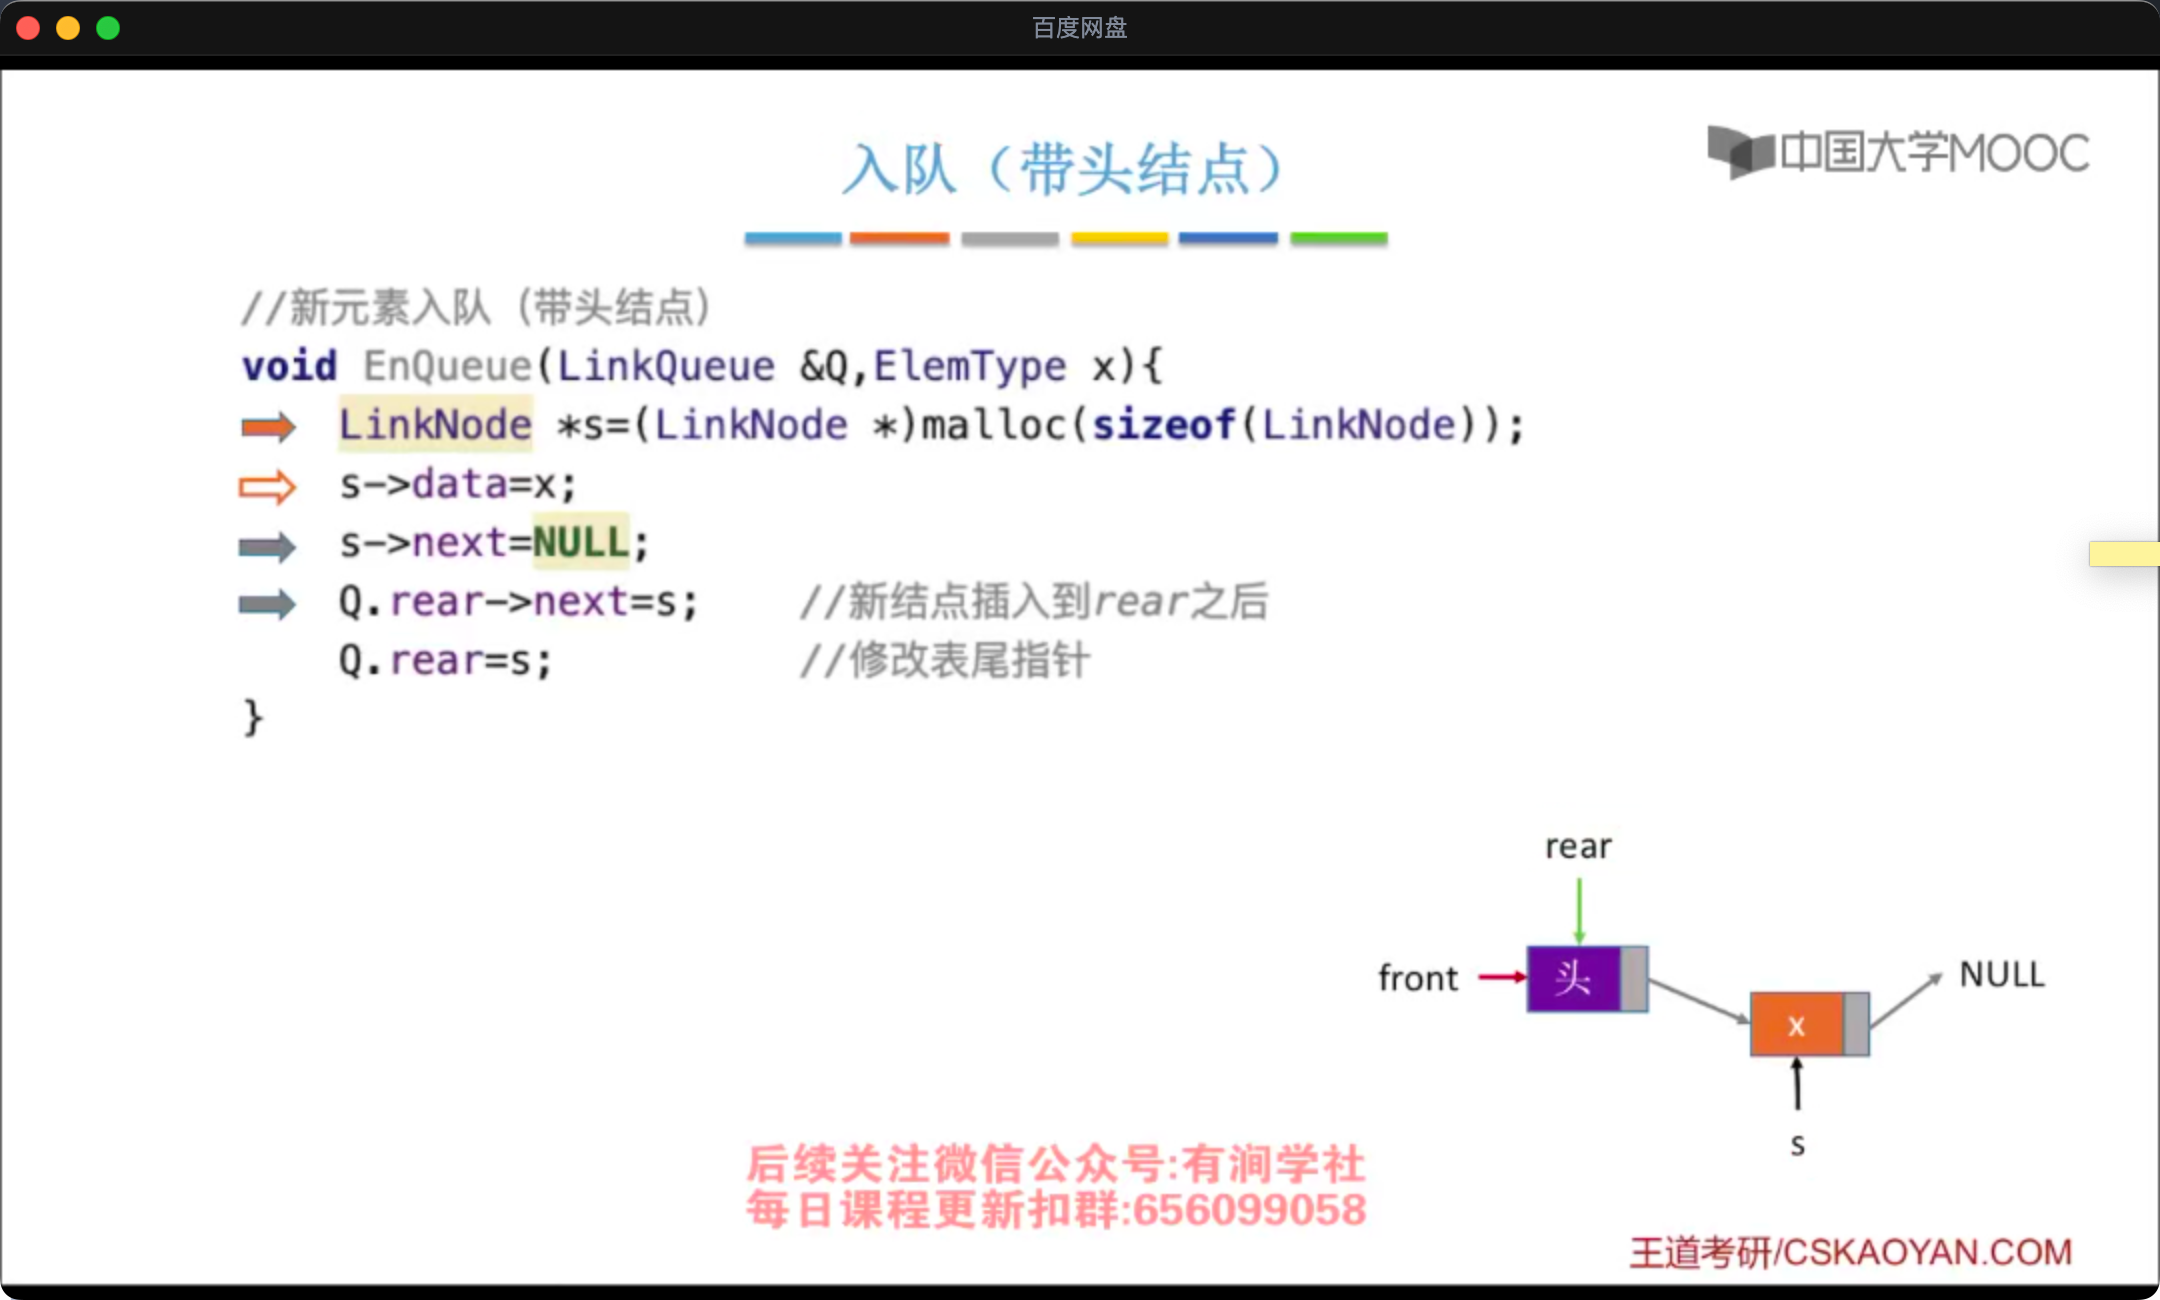 百度网盘
中国大学MOOC
入队（带头结点）
//新元素入队（带头结点）
void EnQueue(LinkQueue &Q,ElemType x){
LinkNode *s=(LinkNode *)malloc(sizeof(LinkNode));
s->data=x;
s->next=NULL;
Q.rear->next=s; //新结点插入到rear之后
Q.rear=s; //修改表尾指针
}
rear
front
头
NULL
x
s
后续关注微信公众号:有涧学社
每日课程更新扣群:656099058
王道考研/CSKAOYAN.COM